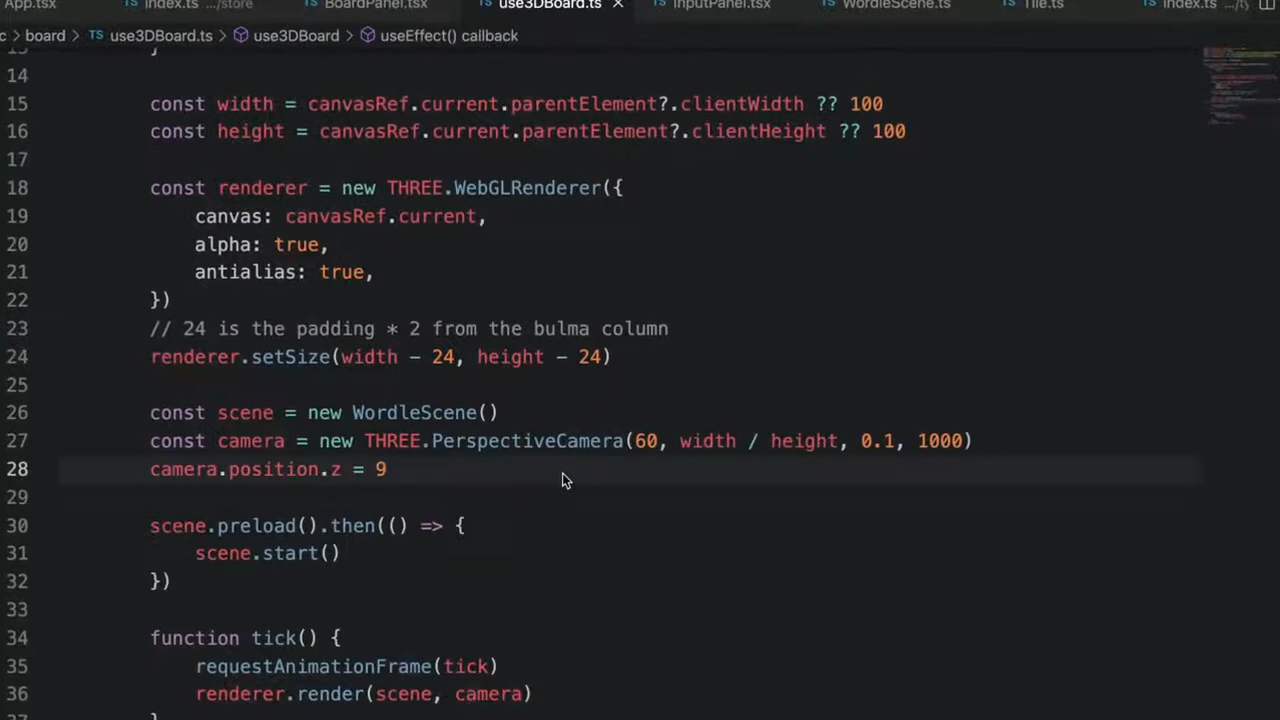 App.tsx index.ts .../store BoardPanel.tsx use3DBoard.ts × InputPanel.tsx WordleScene.ts Tile.ts index.ts .../ty
c > board > TS use3DBoard.ts > use3DBoard > useEffect() callback
14
15 const width = canvasRef.current.parentElement?.clientWidth ?? 100
16 const height = canvasRef.current.parentElement?.clientHeight ?? 100
17
18 const renderer = new THREE.WebGLRenderer({
19 canvas: canvasRef.current,
20 alpha: true,
21 antialias: true,
22 })
23 // 24 is the padding * 2 from the bulma column
24 renderer.setSize(width - 24, height - 24)
25
26 const scene = new WordleScene()
27 const camera = new THREE.PerspectiveCamera(60, width / height, 0.1, 1000)
28 camera.position.z = 9
29
30 scene.preload().then(() => {
31 scene.start()
32 })
33
34 function tick() {
35 requestAnimationFrame(tick)
36 renderer.render(scene, camera)